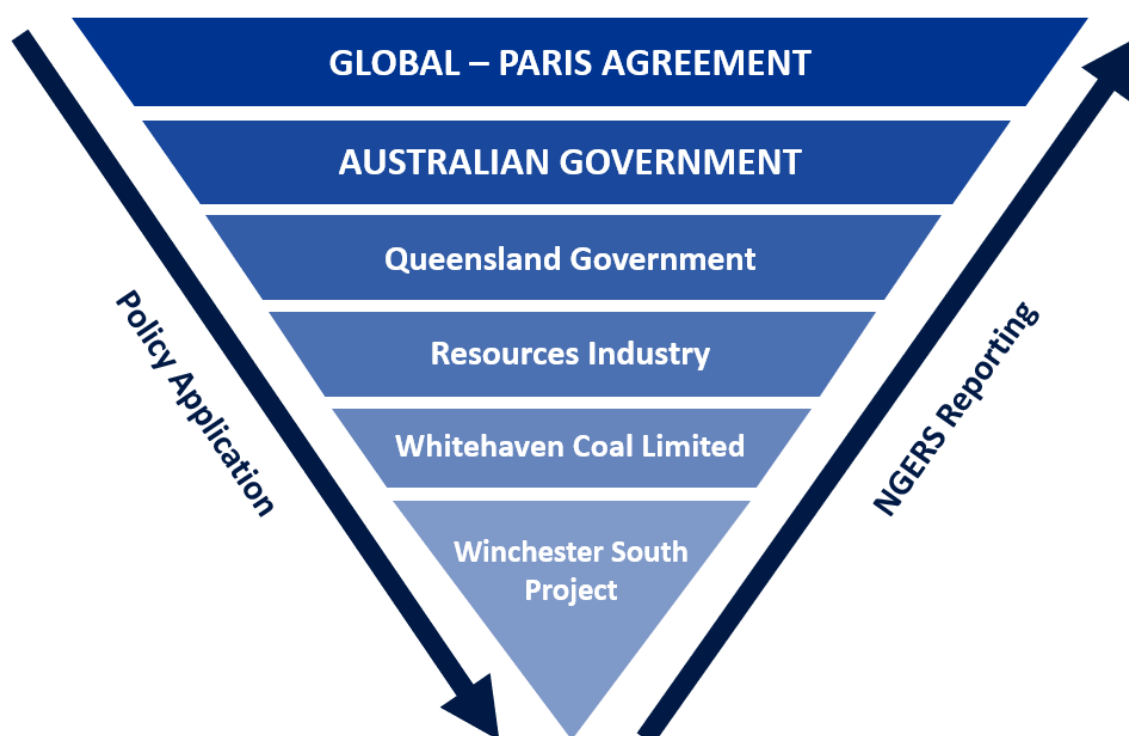 GLOBAL – PARIS AGREEMENT
AUSTRALIAN GOVERNMENT
Queensland Government
Resources Industry
Whitehaven Coal Limited
Winchester South
Project
Policy Application
NGERS Reporting